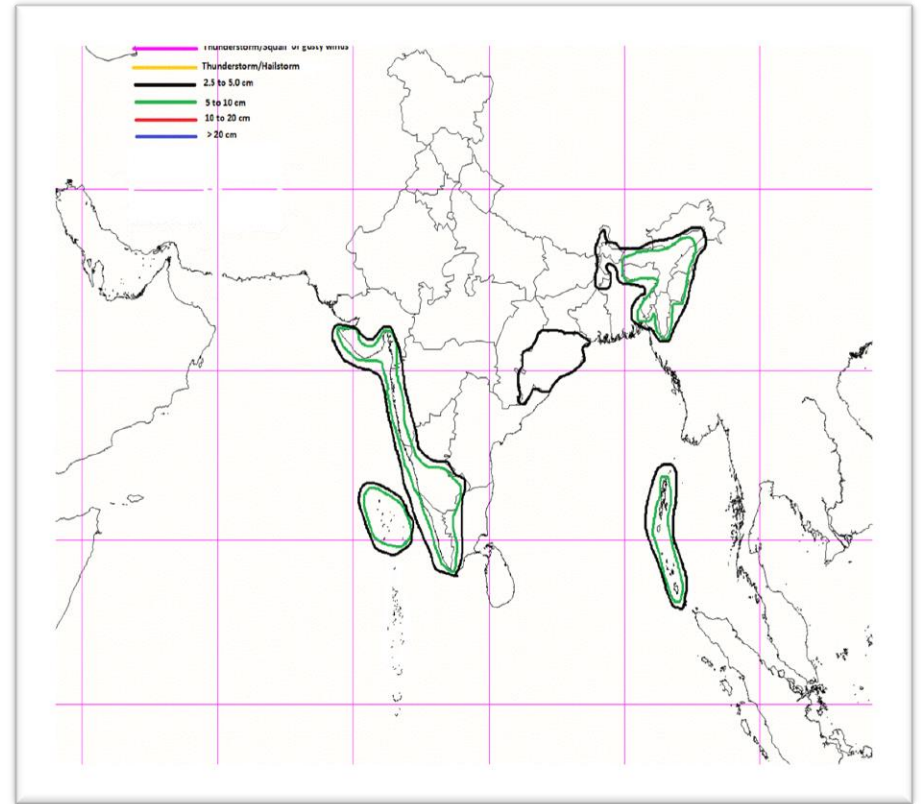 Thunderstorm/Squall or gusty winds
Thunderstorm/Hailstorm
2.5 to 5.0 cm
5 to 10 cm
10 to 20 cm
> 20 cm